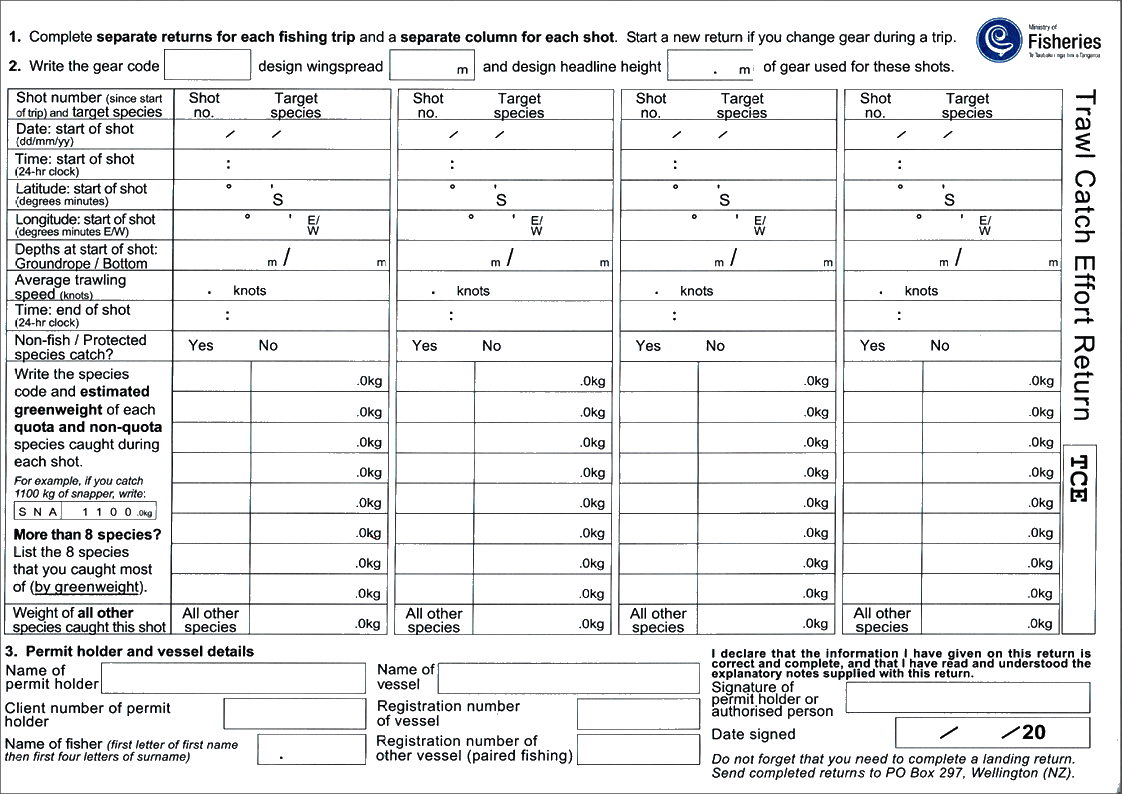 1. Complete separate returns for each fishing trip and a separate column for each shot. Start a new return if you change gear during a trip.
Ministry of
Fisheries
2. Write the gear code design wingspread m and design headline height . m of gear used for these shots.
Shot number (since start of trip) and target species
Shot no. Target species Shot no. Target species Shot no. Target species Shot no. Target species
Date: start of shot (dd/mm/yy)
/ / / / / / / /
Time: start of shot (24-hr clock)
: : : :
Latitude: start of shot (degrees minutes)
° ' S ° ' S ° ' S ° ' S
Longitude: start of shot (degrees minutes E/W)
° ' E/W ° ' E/W ° ' E/W ° ' E/W
Depths at start of shot: Groundrope / Bottom
m / m m / m m / m m / m
Average trawling speed (knots)
. knots . knots . knots . knots
Time: end of shot (24-hr clock)
: : : :
Non-fish / Protected species catch?
Yes No Yes No Yes No Yes No
Write the species
code and estimated
greenweight of each
quota and non-quota
species caught during
each shot.
For example, if you catch
1100 kg of snapper, write:
S N A 1 1 0 0 .0kg
More than 8 species?
List the 8 species
that you caught most
of (by greenweight).
.0kg .0kg .0kg .0kg
.0kg .0kg .0kg .0kg
.0kg .0kg .0kg .0kg
.0kg .0kg .0kg .0kg
.0kg .0kg .0kg .0kg
.0kg .0kg .0kg .0kg
.0kg .0kg .0kg .0kg
.0kg .0kg .0kg .0kg
Weight of all other species caught this shot
All other species .0kg All other species .0kg All other species .0kg All other species .0kg
Trawl Catch Effort Return
TCE
3. Permit holder and vessel details
Name of permit holder
Name of vessel
Client number of permit holder
Registration number of vessel
Name of fisher (first letter of first name then first four letters of surname) .
Registration number of other vessel (paired fishing)
I declare that the information I have given on this return is
correct and complete, and that I have read and understood the
explanatory notes supplied with this return.
Signature of permit holder or authorised person
Date signed / /20
Do not forget that you need to complete a landing return.
Send completed returns to PO Box 297, Wellington (NZ).